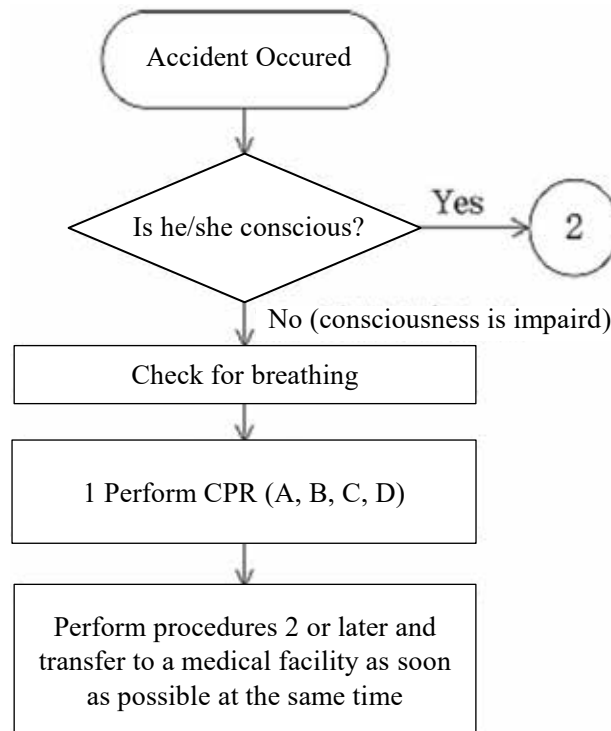 Accident Occured
Is he/she conscious?
Yes
2
No (consciousness is impaird)
Check for breathing
1 Perform CPR (A, B, C, D)
Perform procedures 2 or later and
transfer to a medical facility as soon
as possible at the same time